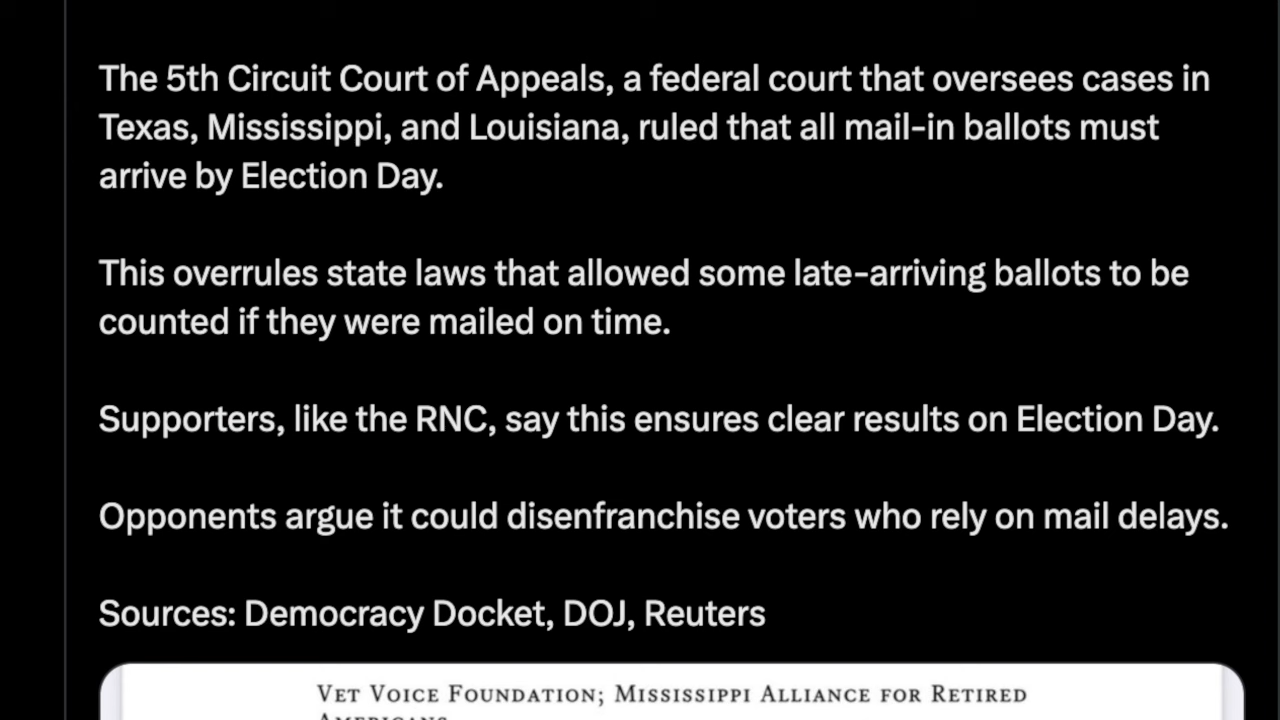 The 5th Circuit Court of Appeals, a federal court that oversees cases in
Texas, Mississippi, and Louisiana, ruled that all mail-in ballots must
arrive by Election Day.
This overrules state laws that allowed some late-arriving ballots to be
counted if they were mailed on time.
Supporters, like the RNC, say this ensures clear results on Election Day.
Opponents argue it could disenfranchise voters who rely on mail delays.
Sources: Democracy Docket, DOJ, Reuters
VET VOICE FOUNDATION; MISSISSIPPI ALLIANCE FOR RETIRED
AMERICANS